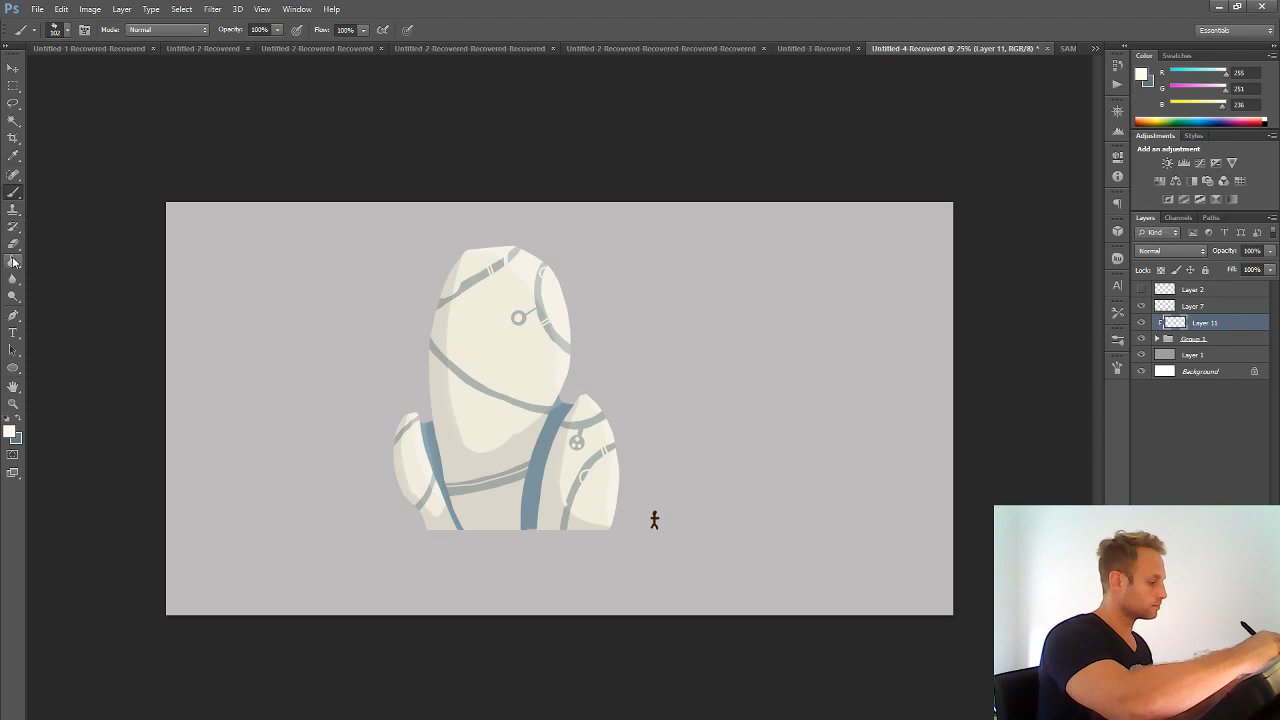 Ps File Edit Image Layer Type Select Filter 3D View Window Help
102 Mode: Normal Opacity: 100% Flow: 100% Essentials
Untitled-1-Recovered-Recovered × Untitled-2-Recovered × Untitled-2-Recovered-Recovered × Untitled-2-Recovered-Recovered-Recovered × Untitled-2-Recovered-Recovered-Recovered-Recovered × Untitled-3-Recovered × Untitled-4-Recovered @ 25% (Layer 11, RGB/8) * × SAM
Color Swatches
R 255
G 251
B 236
Adjustments Styles
Add an adjustment
Layers Channels Paths
Kind
Normal Opacity: 100%
Lock: Fill: 100%
Layer 2
Layer 7
Layer 11
Group 1
Layer 1
Background
ku
A
T